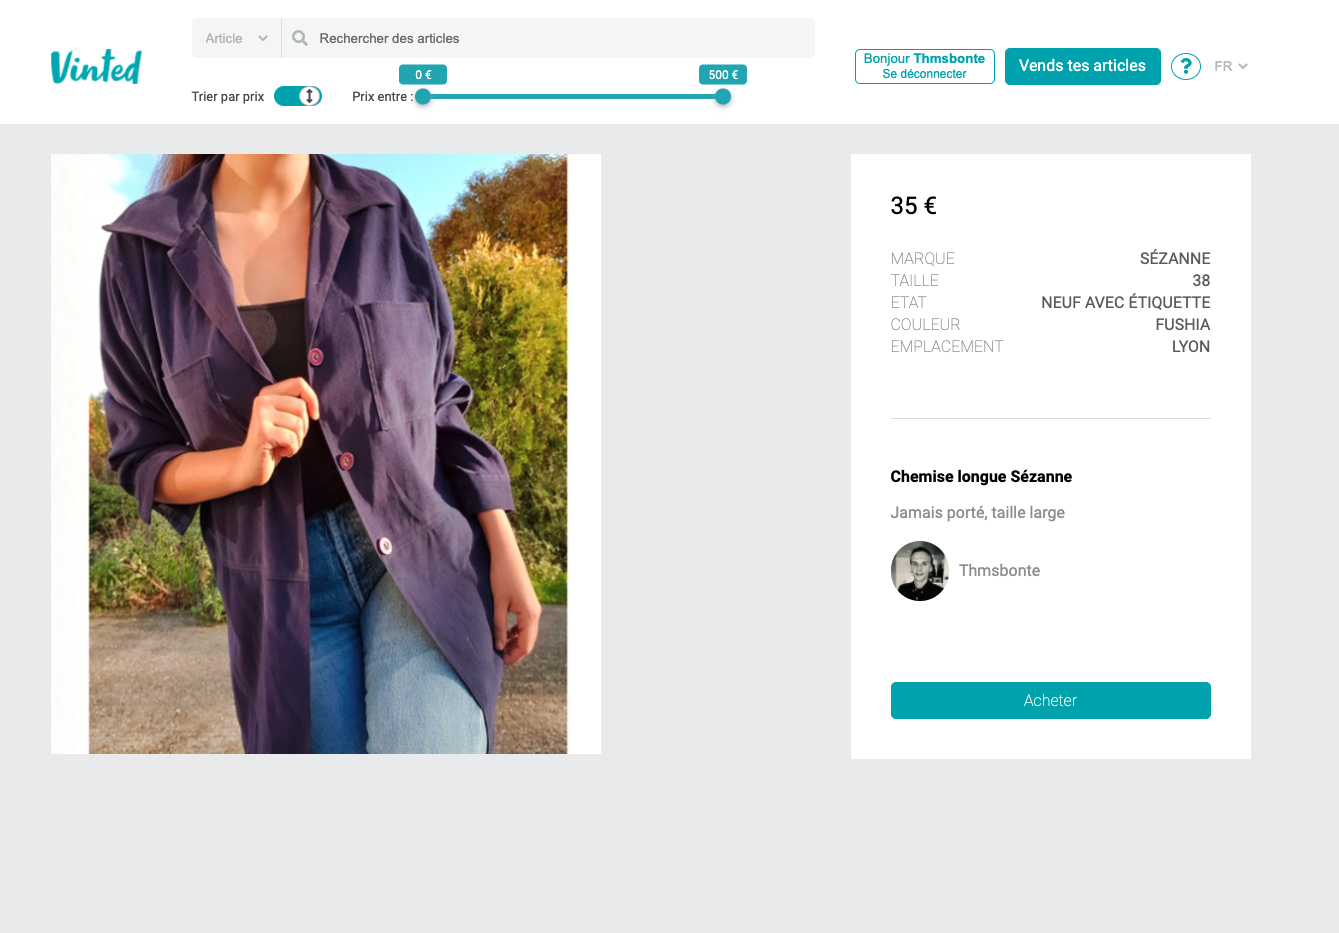 Vinted
Article
Rechercher des articles
Trier par prix
Prix entre :
0 €
500 €
Bonjour Thmsbonte
Se déconnecter
Vends tes articles
?
FR
35 €
MARQUE SÉZANNE
TAILLE 38
ETAT NEUF AVEC ÉTIQUETTE
COULEUR FUSHIA
EMPLACEMENT LYON
Chemise longue Sézanne
Jamais porté, taille large
Thmsbonte
Acheter